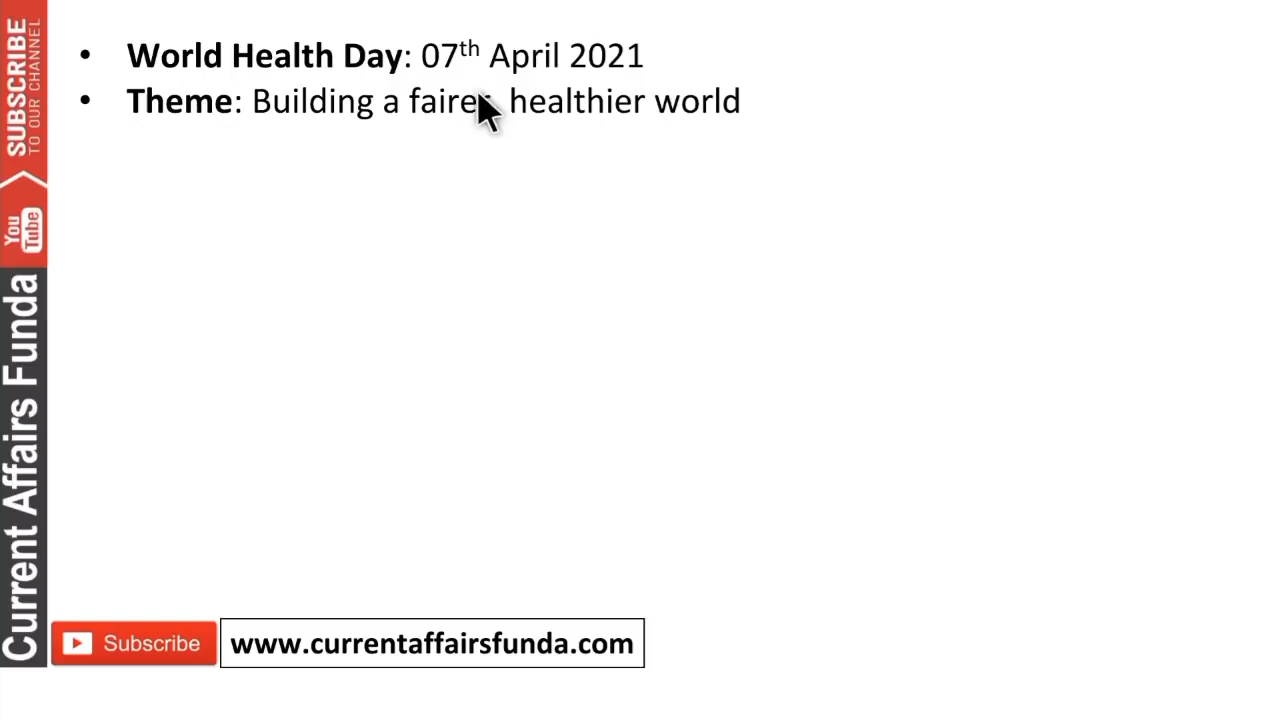 • World Health Day: 07th April 2021
• Theme: Building a fairer, healthier world
SUBSCRIBE
TO OUR CHANNEL
You Tube
Current Affairs Funda
Subscribe
www.currentaffairsfunda.com